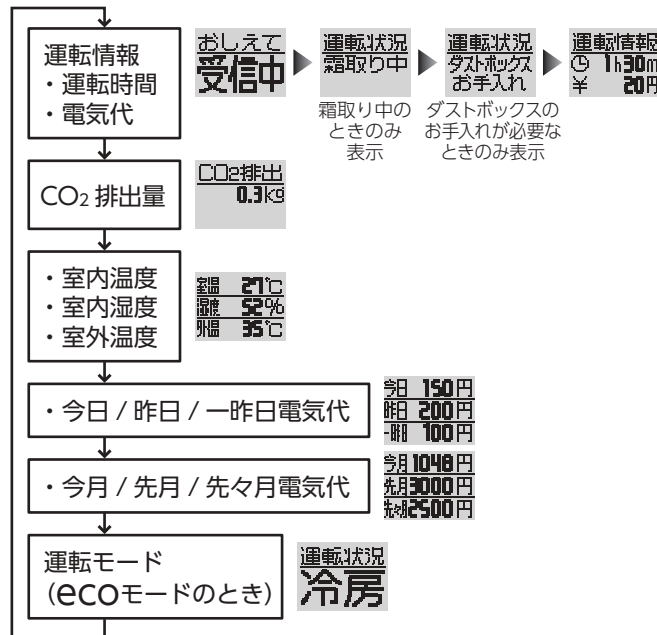 運転情報
・運転時間
・電気代
おしえて
受信中
運転状況
霜取り中
運転状況
ダストボックス
お手入れ
運転情報
1h30m
¥ 20円
霜取り中の
ときのみ
表示
ダストボックスの
お手入れが必要な
ときのみ表示
CO2 排出量
CO2排出
0.3kg
・室内温度
・室内湿度
・室外温度
室温 27℃
湿度 52%
外温 35℃
・今日 / 昨日 / 一昨日電気代
今日 150円
昨日 200円
一昨日 100円
・今月 / 先月 / 先々月電気代
今月1048円
先月3000円
先々月2500円
運転モード
(ecoモードのとき)
運転状況
冷房